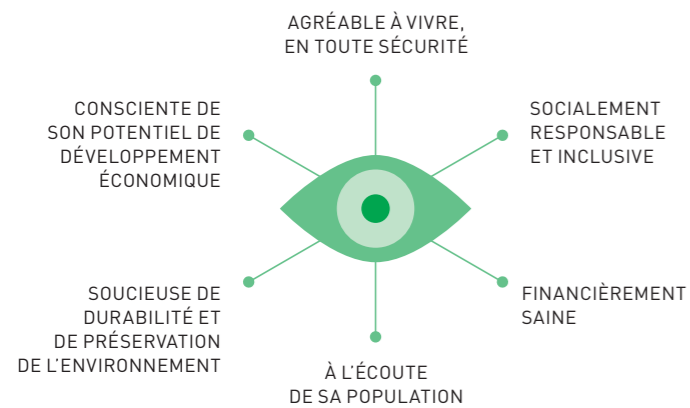 AGRÉABLE À VIVRE,
EN TOUTE SÉCURITÉ
CONSCIENTE DE
SON POTENTIEL DE
DÉVELOPPEMENT
ÉCONOMIQUE
SOCIALEMENT
RESPONSABLE
ET INCLUSIVE
SOUCIEUSE DE
DURABILITÉ ET
DE PRÉSERVATION
DE L'ENVIRONNEMENT
FINANCIÈREMENT
SAINE
À L'ÉCOUTE
DE SA POPULATION